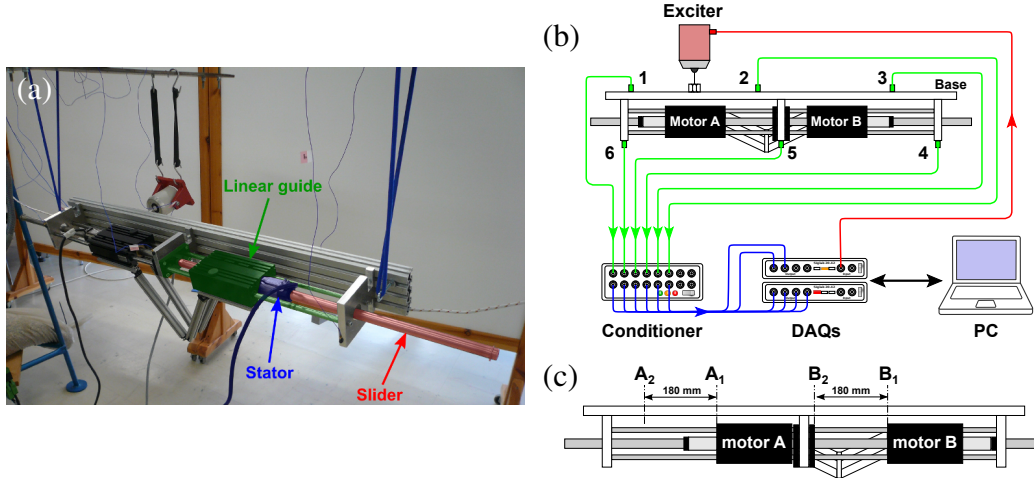 (a)
Linear guide
Stator
Slider
(b)
Exciter
1
2
3
Base
Motor A
Motor B
6
5
4
Conditioner
DAQs
PC
(c)
A2
A1
B2
B1
180 mm
180 mm
motor A
motor B